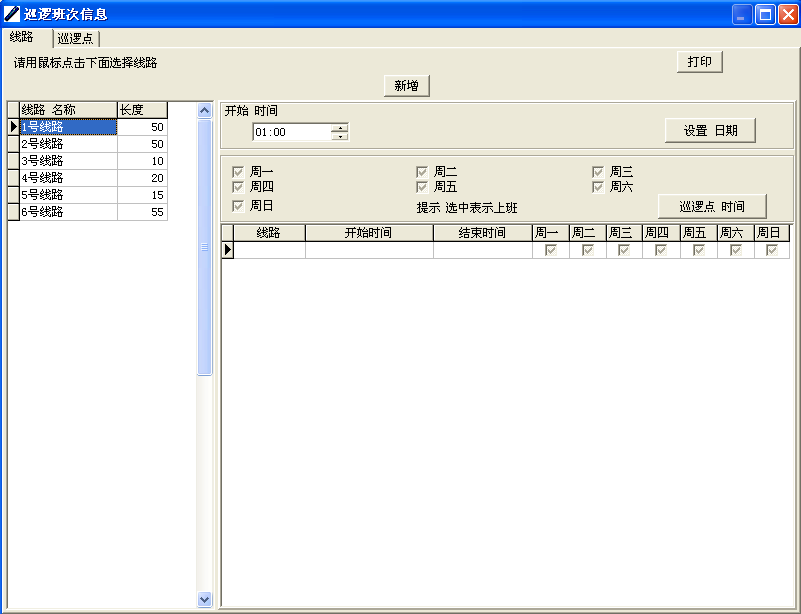 巡逻班次信息
线路 巡逻点
请用鼠标点击下面选择线路
打印
新增
线路 名称 长度
1号线路 50
2号线路 50
3号线路 10
4号线路 20
5号线路 15
6号线路 55
开始 时间
01:00
设置 日期
周一 周二 周三
周四 周五 周六
周日 提示 选中表示上班
巡逻点 时间
线路 开始时间 结束时间 周一 周二 周三 周四 周五 周六 周日